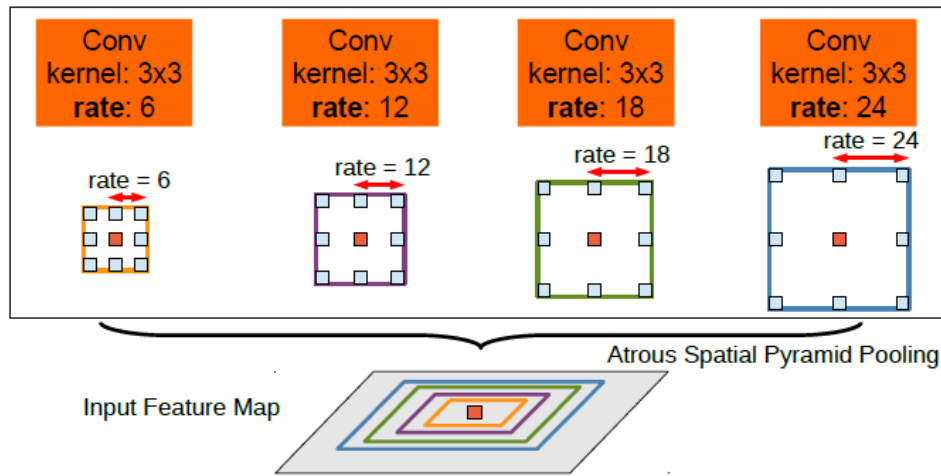 Conv
kernel: 3x3
rate: 6
Conv
kernel: 3x3
rate: 12
Conv
kernel: 3x3
rate: 18
Conv
kernel: 3x3
rate: 24
rate = 6
rate = 12
rate = 18
rate = 24
Atrous Spatial Pyramid Pooling
Input Feature Map